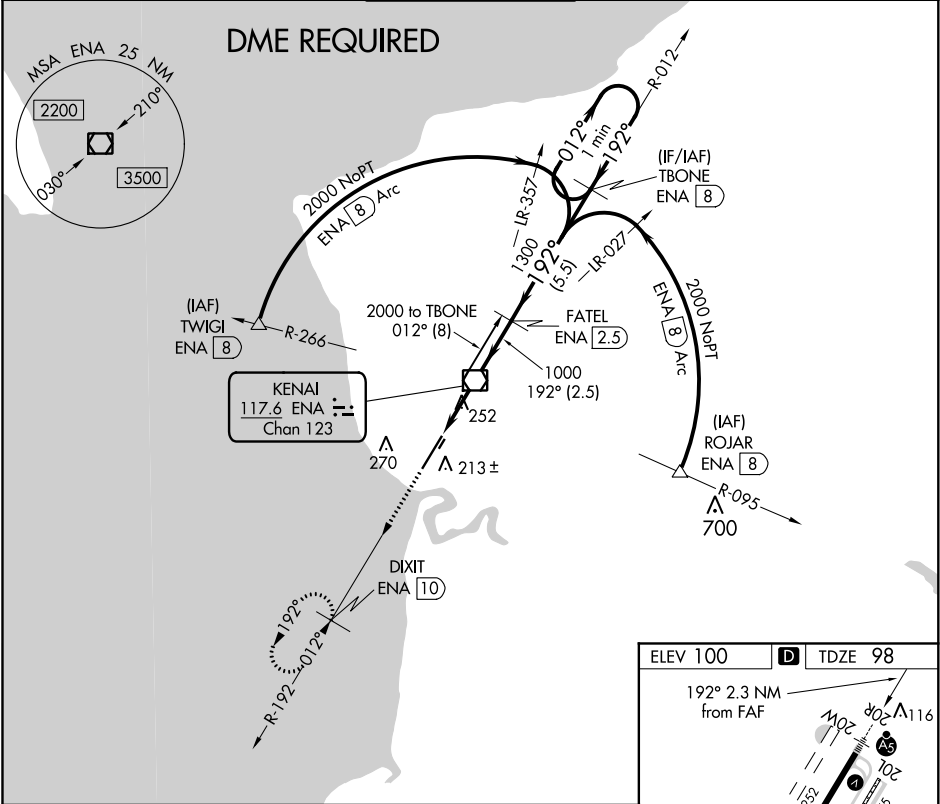 DME REQUIRED
MSA ENA 25 NM
2200
210°
030°
3500
R-012
012°
1 min
192°
(IF/IAF)
TBONE
ENA 8
2000 NoPT
ENA 8 Arc
LR-357
1300
192°
(5.5)
LR-027
2000 NoPT
ENA 8 Arc
(IAF)
TWIGI
ENA 8
R-266
2000 to TBONE
012° (8)
FATEL
ENA 2.5
1000
192° (2.5)
KENAI
117.6 ENA
Chan 123
252
270
213 ±
(IAF)
ROJAR
ENA 8
R-095
700
DIXIT
ENA 10
192°
012°
R-192
ELEV 100
D
TDZE 98
192° 2.3 NM
from FAF
20W
20R
116
A5
20L
V